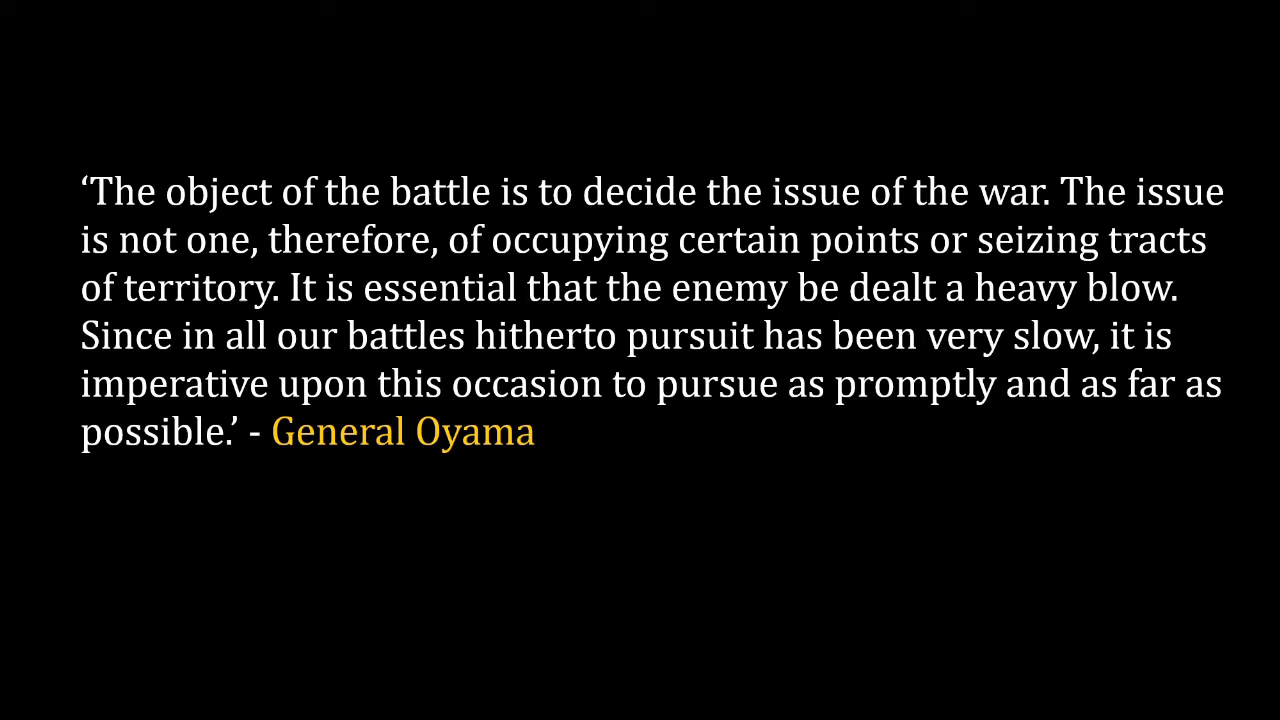 ‘The object of the battle is to decide the issue of the war. The issue
is not one, therefore, of occupying certain points or seizing tracts
of territory. It is essential that the enemy be dealt a heavy blow.
Since in all our battles hitherto pursuit has been very slow, it is
imperative upon this occasion to pursue as promptly and as far as
possible.’ - General Oyama